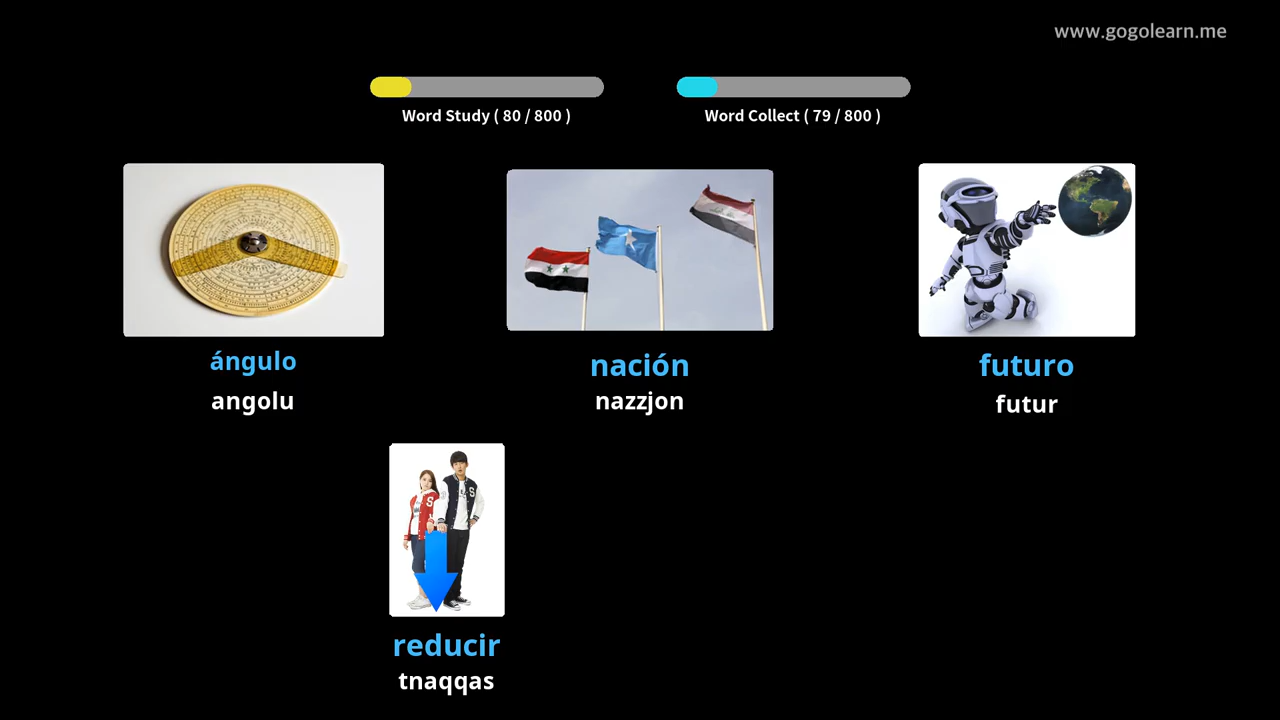 www.gogolearn.me
Word Study ( 80 / 800 )
Word Collect ( 79 / 800 )
ángulo
angolu
nación
nazzjon
futuro
futur
S
S
reducir
tnaqqas